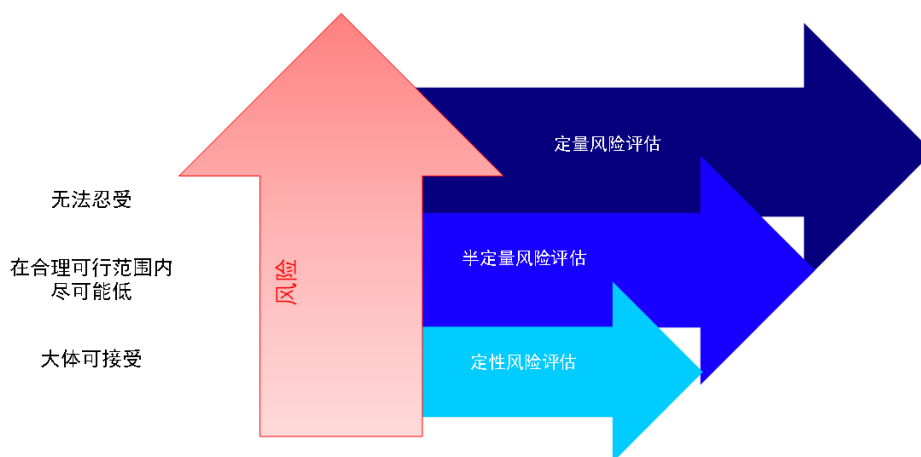 定量风险评估
无法忍受
半定量风险评估
在合理可行范围内
尽可能低
风险
大体可接受
定性风险评估